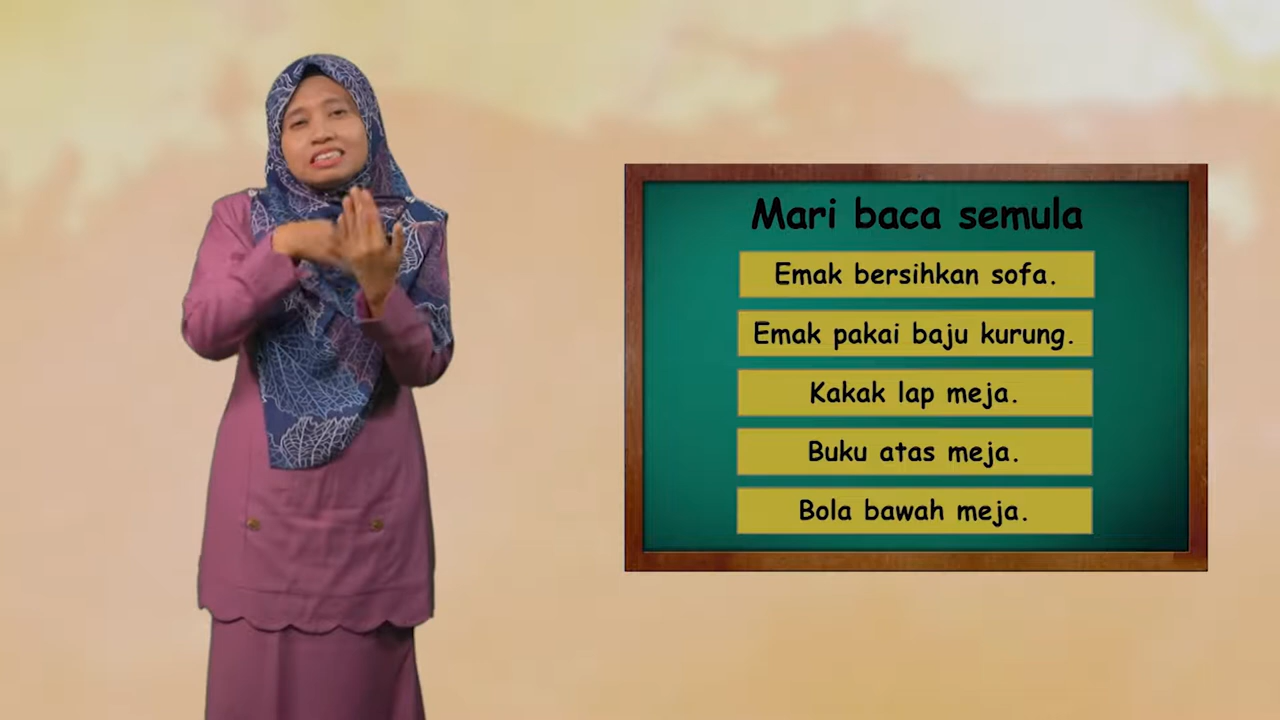 Mari baca semula
Emak bersihkan sofa.
Emak pakai baju kurung.
Kakak lap meja.
Buku atas meja.
Bola bawah meja.